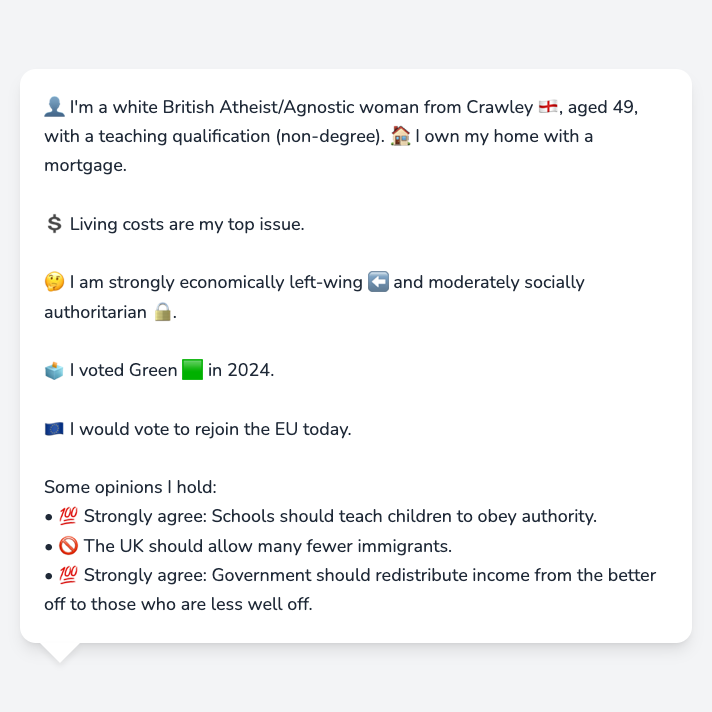 👤 I'm a white British Atheist/Agnostic woman from Crawley 🏴󠁧󠁢󠁥󠁮󠁧󠁿, aged 49,
with a teaching qualification (non-degree). 🏠 I own my home with a
mortgage.
💲 Living costs are my top issue.
🤔 I am strongly economically left-wing ⬅️ and moderately socially
authoritarian 🔒.
🗳️ I voted Green 🟩 in 2024.
🇪🇺 I would vote to rejoin the EU today.
Some opinions I hold:
• 💯 Strongly agree: Schools should teach children to obey authority.
• 🚫 The UK should allow many fewer immigrants.
• 💯 Strongly agree: Government should redistribute income from the better
off to those who are less well off.